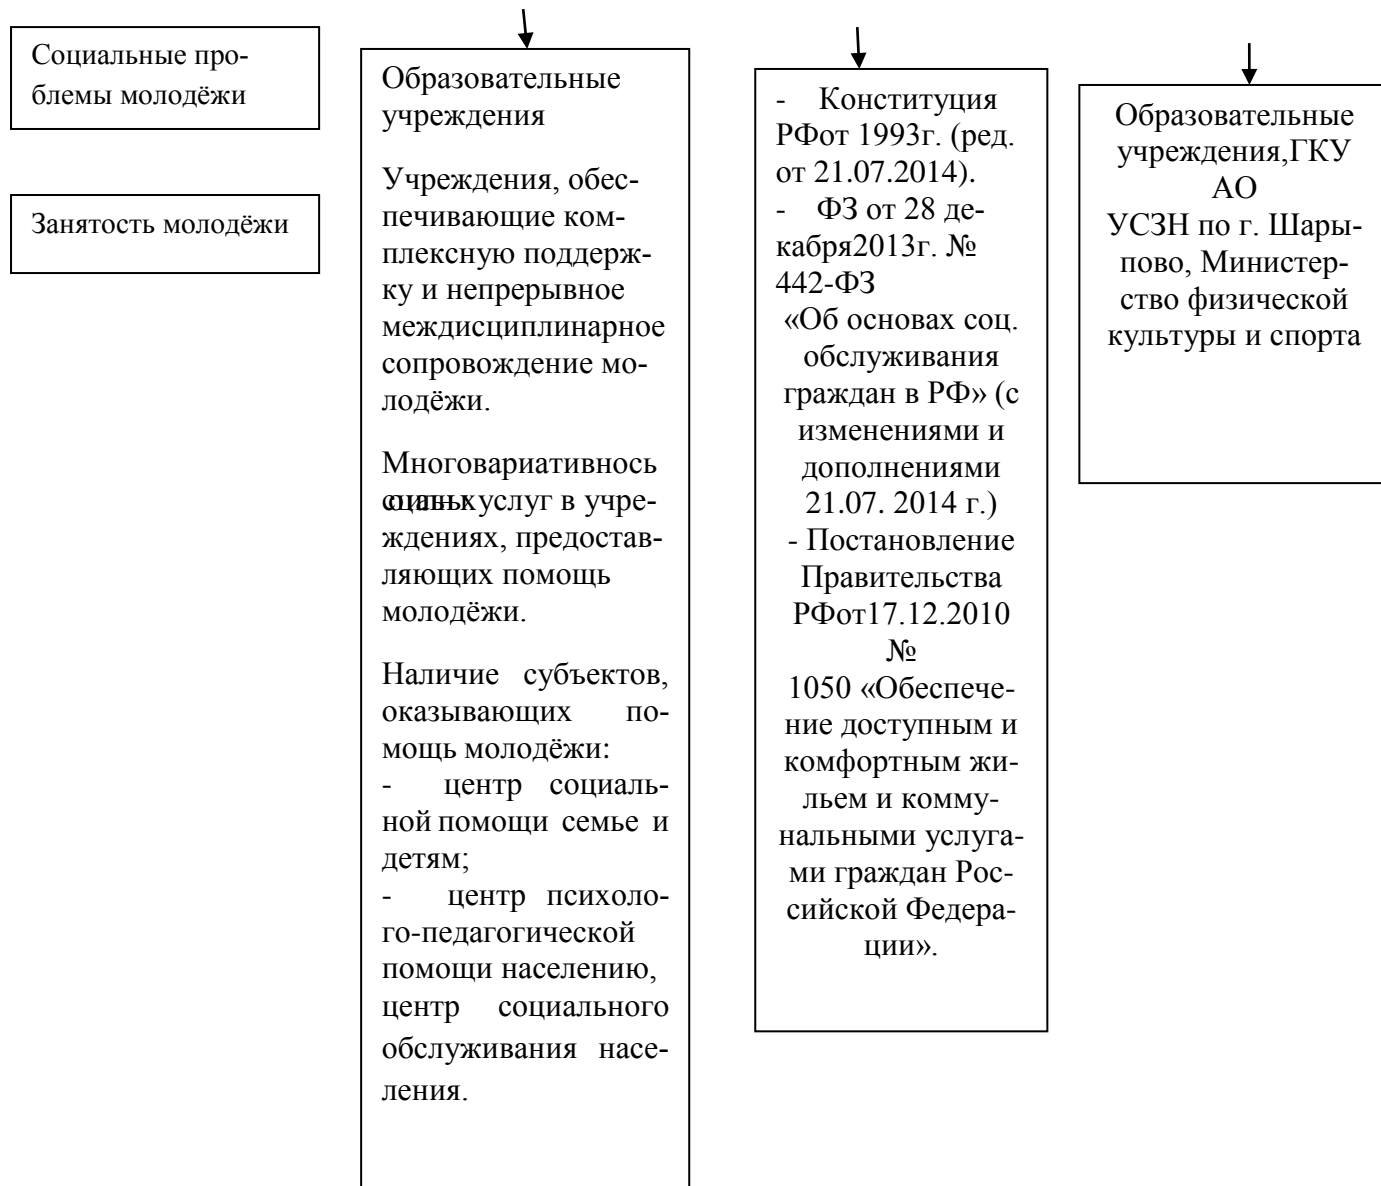 Социальные про-
блемы молодёжи
Занятость молодёжи
Образовательные
учреждения
Учреждения, обес-
печивающие ком-
плексную поддерж-
ку и непрерывное
междисциплинарное
сопровождение мо-
лодёжи.
Многовариативнось
услуг в учре-
ждениях, предостав-
ляющих помощь
молодёжи.
Наличие субъектов,
оказывающих по-
мощь молодёжи:
- центр социаль-
ной помощи семье и
детям;
- центр психоло-
го-педагогической
помощи населению,
центр социального
обслуживания насе-
ления.
- Конституция
РФот 1993г. (ред.
от 21.07.2014).
- ФЗ от 28 де-
кабря2013г. №
442-ФЗ
«Об основах соц.
обслуживания
граждан в РФ» (с
изменениями и
дополнениями
21.07. 2014 г.)
- Постановление
Правительства
РФот17.12.2010
№
1050 «Обеспече-
ние доступным и
комфортным жи-
льем и комму-
нальными услуга-
ми граждан Рос-
сийской Федера-
ции».
Образовательные
учреждения,ГКУ
АО
УСЗН по г. Шары-
пово, Министер-
ство физической
культуры и спорта